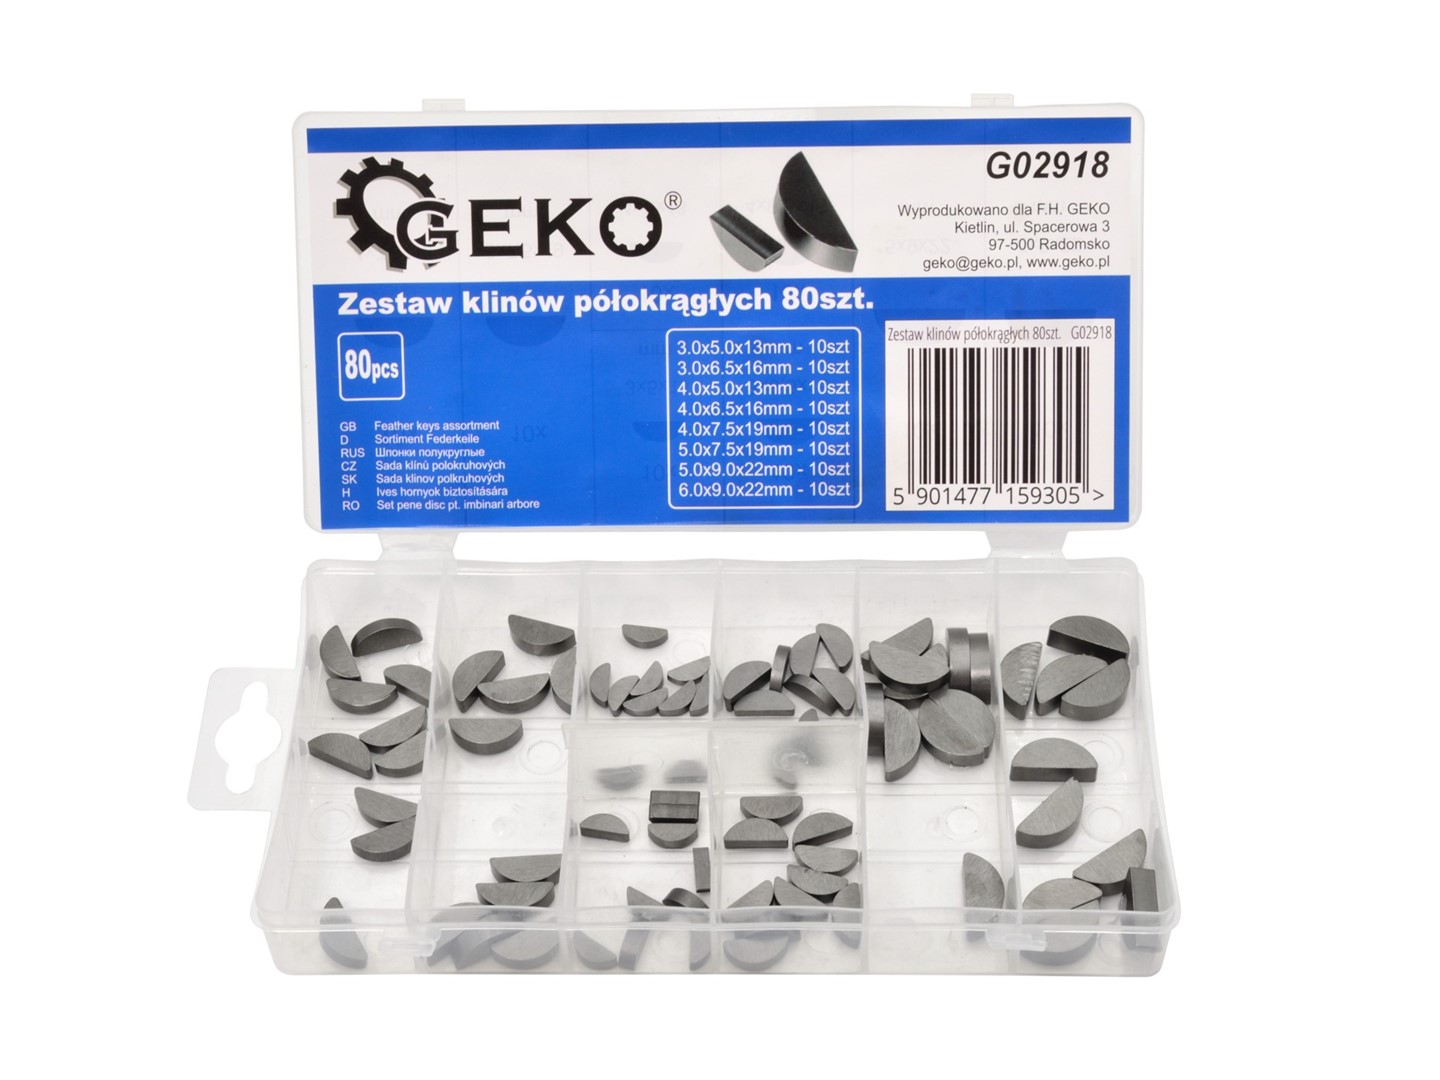 GEKO®
G02918
Wyprodukowano dla F.H. GEKO
Kietlin, ul. Spacerowa 3
97-500 Radomsko
geko@geko.pl, www.geko.pl
Zestaw klinów półokrągłych 80szt.
80pcs
GB Feather keys assortment
D Sortiment Federkeile
RUS Шпонки полукруглые
CZ Sada klínů polokruhových
SK Sada klinov polkruhových
H Ives hornyok biztosítására
RO Set pene disc pt. imbinari arbore
3.0x5.0x13mm - 10szt
3.0x6.5x16mm - 10szt
4.0x5.0x13mm - 10szt
4.0x6.5x16mm - 10szt
4.0x7.5x19mm - 10szt
5.0x7.5x19mm - 10szt
5.0x9.0x22mm - 10szt
6.0x9.0x22mm - 10szt
Zestaw klinów półokrągłych 80szt. G02918
5 901477 159305 >